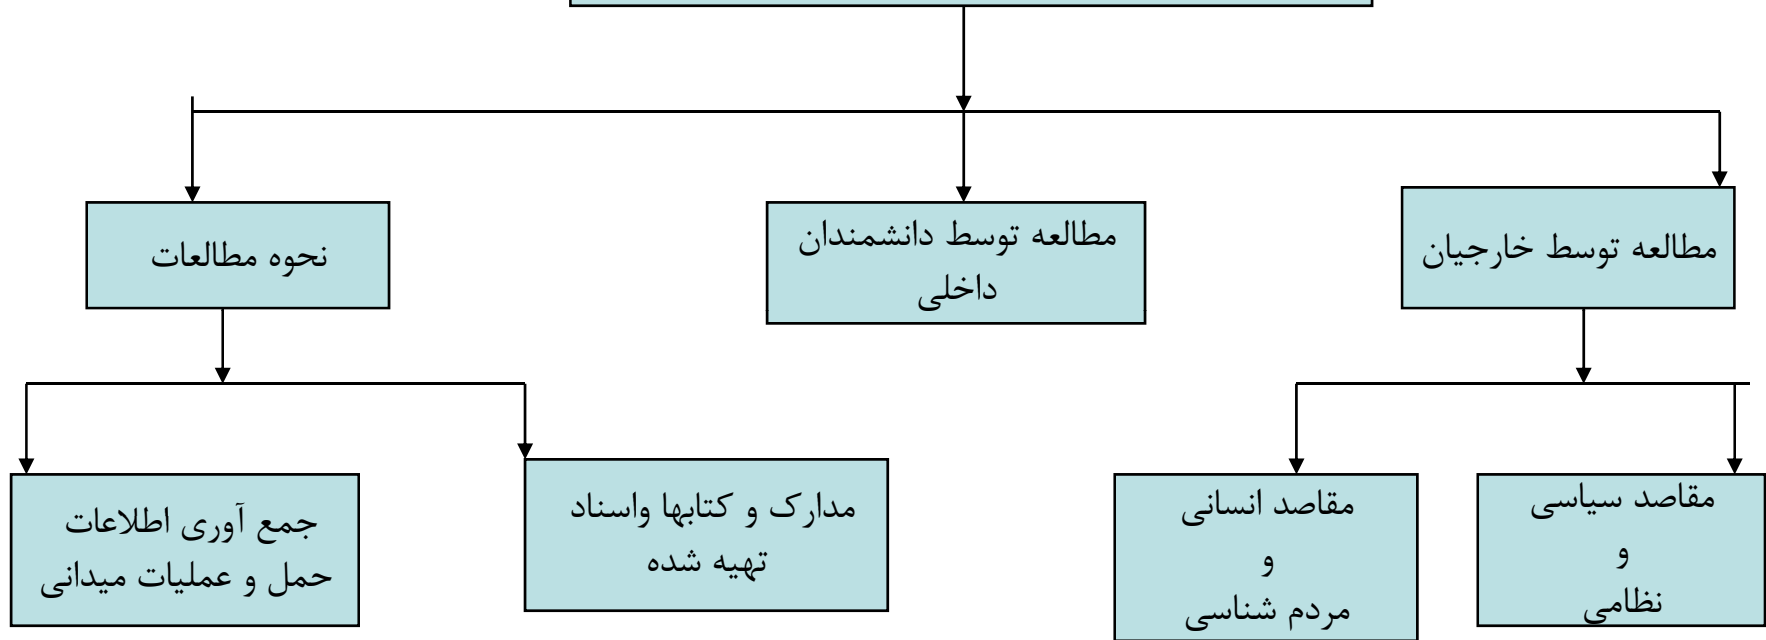 مطالعه توسط خارجیان
مطالعه توسط دانشمندان
داخلی
نحوه مطالعات
مقاصد سیاسی
و
نظامی
مقاصد انسانی
و
مردم شناسی
مدارک و کتابها واسناد
تهیه شده
جمع آوری اطلاعات
حمل و عملیات میدانی